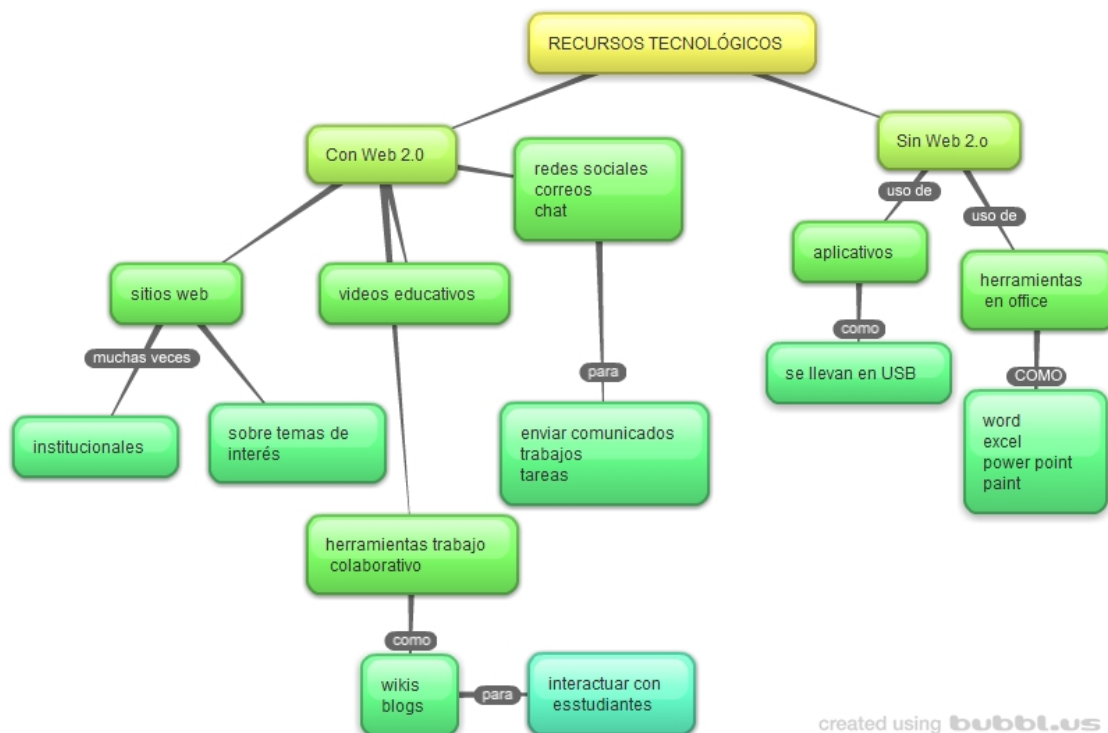 RECURSOS TECNOLÓGICOS
Con Web 2.0
redes sociales
correos
chat
Sin Web 2.o
uso de
uso de
sitios web
videos educativos
aplicativos
herramientas
en office
muchas veces
como
para
COMO
institucionales
sobre temas de
interés
enviar comunicados
trabajos
tareas
se llevan en USB
word
excel
power point
paint
herramientas trabajo
colaborativo
como
wikis
blogs
para
interactuar con
esstudiantes
created using bubbl.us